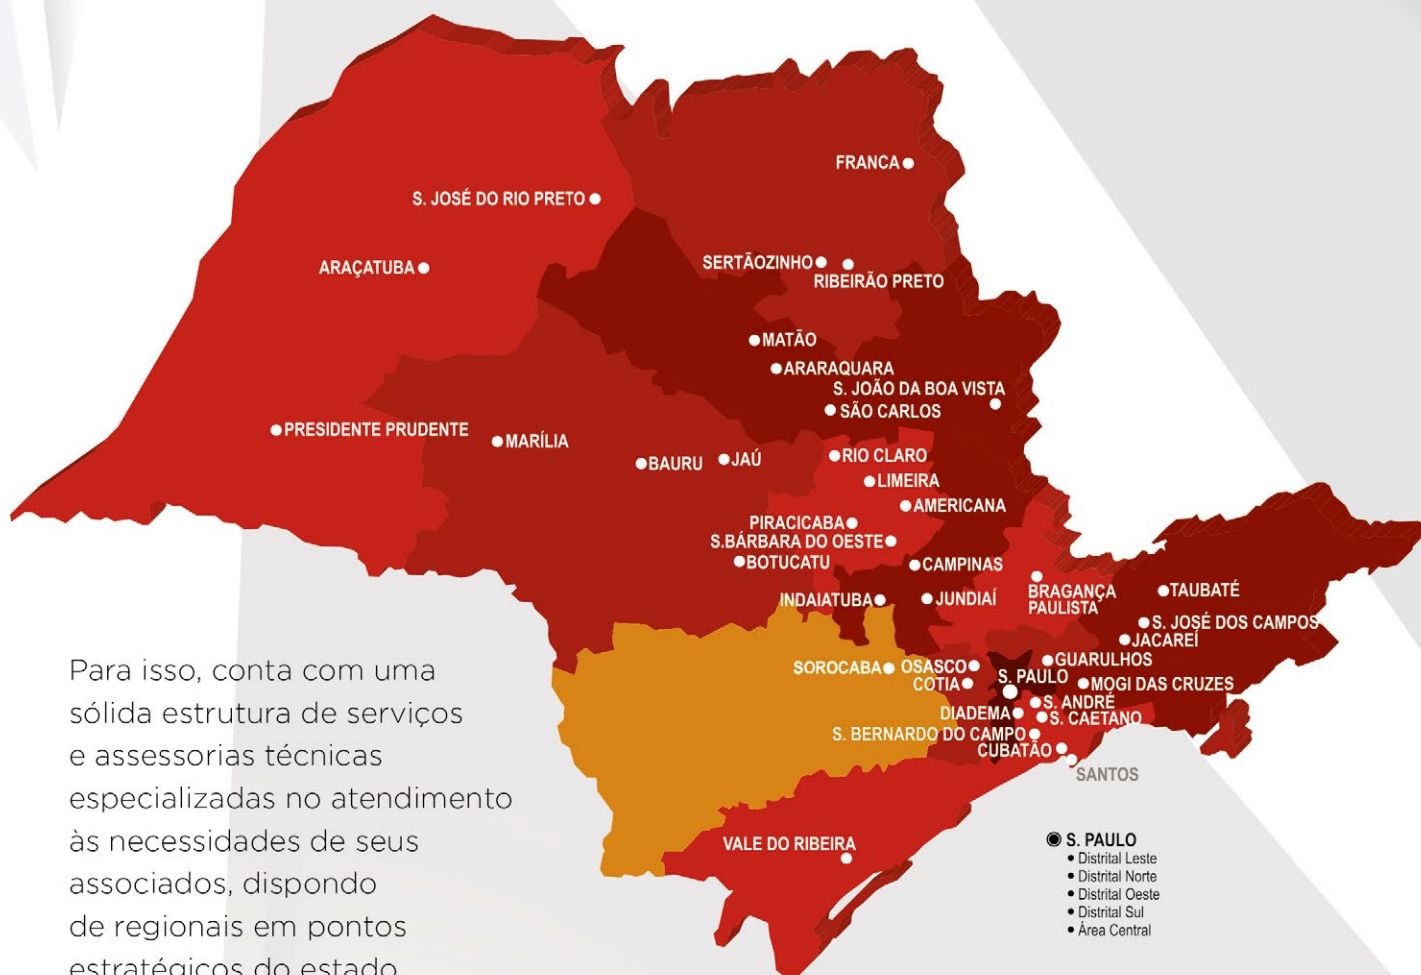 FRANCA
S. JOSÉ DO RIO PRETO
ARAÇATUBA
SERTÃOZINHO
RIBEIRÃO PRETO
MATÃO
ARARAQUARA
S. JOÃO DA BOA VISTA
SÃO CARLOS
PRESIDENTE PRUDENTE
MARÍLIA
BAURU
JAÚ
RIO CLARO
LIMEIRA
AMERICANA
PIRACICABA
S.BÁRBARA DO OESTE
BOTUCATU
CAMPINAS
INDAIATUBA
JUNDIAÍ
BRAGANÇA
PAULISTA
TAUBATÉ
S. JOSÉ DOS CAMPOS
JACAREÍ
GUARULHOS
SOROCABA
OSASCO
COTIA
S. PAULO
MOGI DAS CRUZES
S. ANDRÉ
DIADEMA
S. CAETANO
S. BERNARDO DO CAMPO
CUBATÃO
SANTOS
VALE DO RIBEIRA
Para isso, conta com uma
sólida estrutura de serviços
e assessorias técnicas
especializadas no atendimento
às necessidades de seus
associados, dispondo
de regionais em pontos
estratégicos do estado
S. PAULO
• Distrital Leste
• Distrital Norte
• Distrital Oeste
• Distrital Sul
• Área Central